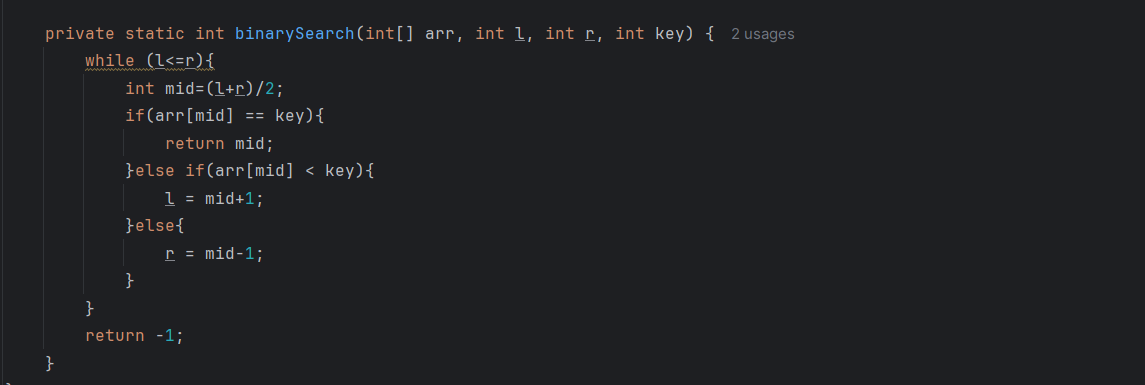 private static int binarySearch(int[] arr, int l, int r, int key) { 2 usages
while (l<=r){
int mid=(l+r)/2;
if(arr[mid] == key){
return mid;
}else if(arr[mid] < key){
l = mid+1;
}else{
r = mid-1;
}
}
return -1;
}